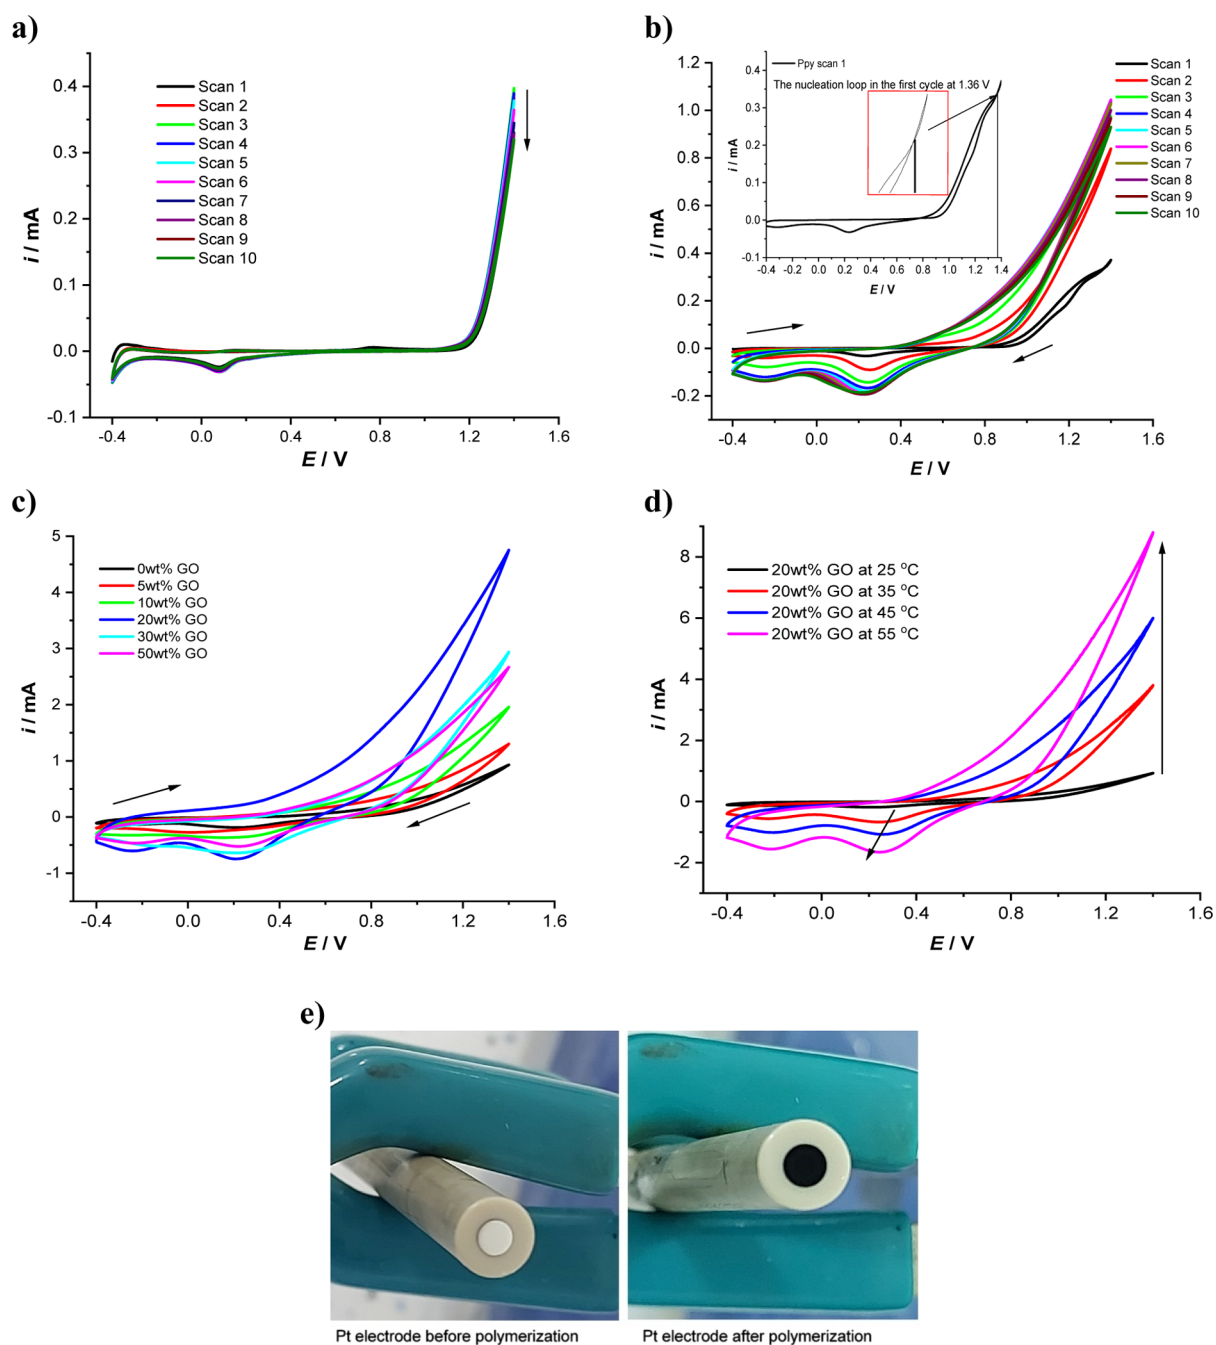 a)
0.4
0.3
0.2
0.1
0.0
-0.1
i / mA
Scan 1
Scan 2
Scan 3
Scan 4
Scan 5
Scan 6
Scan 7
Scan 8
Scan 9
Scan 10
-0.4 0.0 0.4 0.8 1.2 1.6
E / V
b)
1.2
1.0
0.8
0.6
0.4
0.2
0.0
-0.2
i / mA
0.4
0.3
0.2
0.1
0.0
-0.1
i / mA
Ppy scan 1
The nucleation loop in the first cycle at 1.36 V
-0.4 -0.2 0.0 0.2 0.4 0.6 0.8 1.0 1.2 1.4
E / V
Scan 1
Scan 2
Scan 3
Scan 4
Scan 5
Scan 6
Scan 7
Scan 8
Scan 9
Scan 10
-0.4 0.0 0.4 0.8 1.2 1.6
E / V
c)
5
4
3
2
1
0
-1
i / mA
0wt% GO
5wt% GO
10wt% GO
20wt% GO
30wt% GO
50wt% GO
-0.4 0.0 0.4 0.8 1.2 1.6
E / V
d)
8
6
4
2
0
-2
i / mA
20wt% GO at 25 °C
20wt% GO at 35 °C
20wt% GO at 45 °C
20wt% GO at 55 °C
-0.4 0.0 0.4 0.8 1.2 1.6
E / V
e)
Pt electrode before polymerization
Pt electrode after polymerization